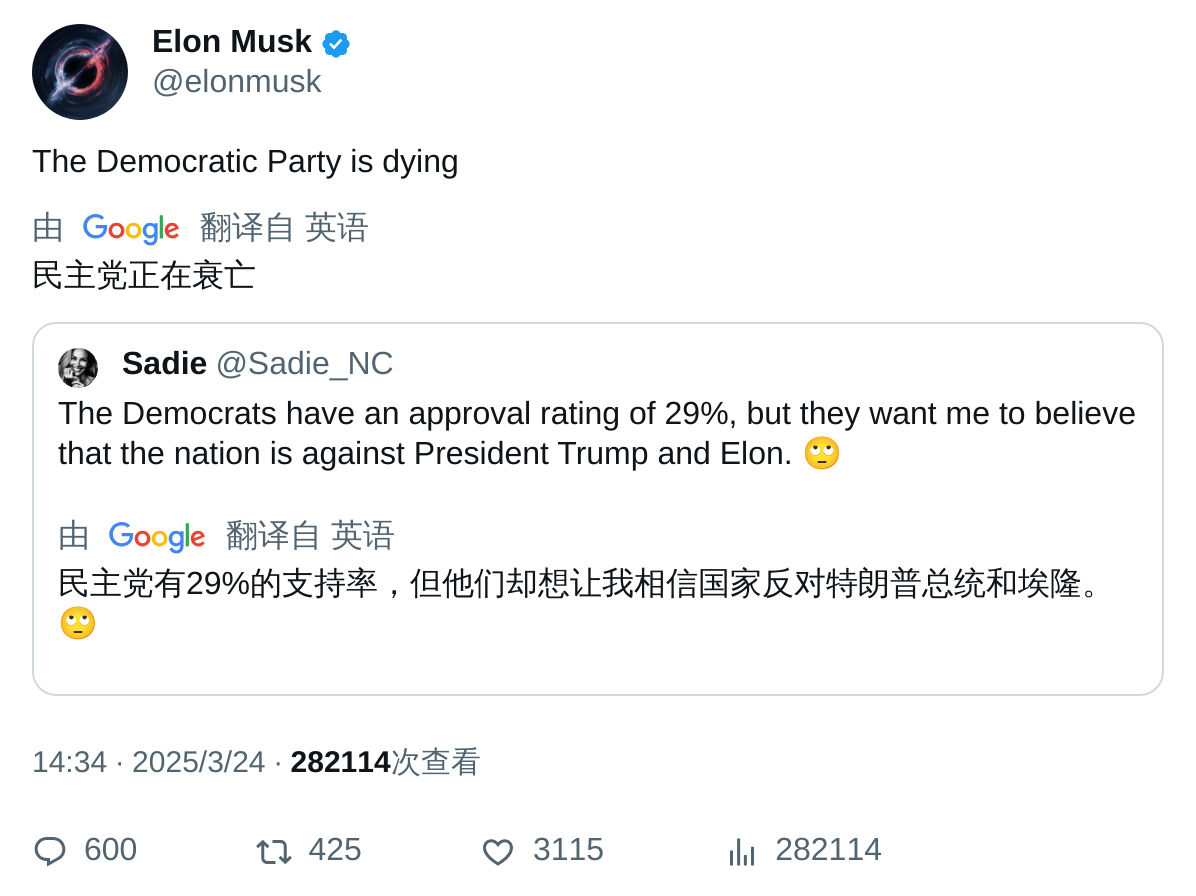 Elon Musk
@elonmusk
The Democratic Party is dying
由 Google 翻译自 英语
民主党正在衰亡
Sadie @Sadie_NC
The Democrats have an approval rating of 29%, but they want me to believe
that the nation is against President Trump and Elon. 🙄
由 Google 翻译自 英语
民主党有29%的支持率，但他们却想让我相信国家反对特朗普总统和埃隆。
🙄
14:34 · 2025/3/24 · 282114次查看
600 425 3115 282114